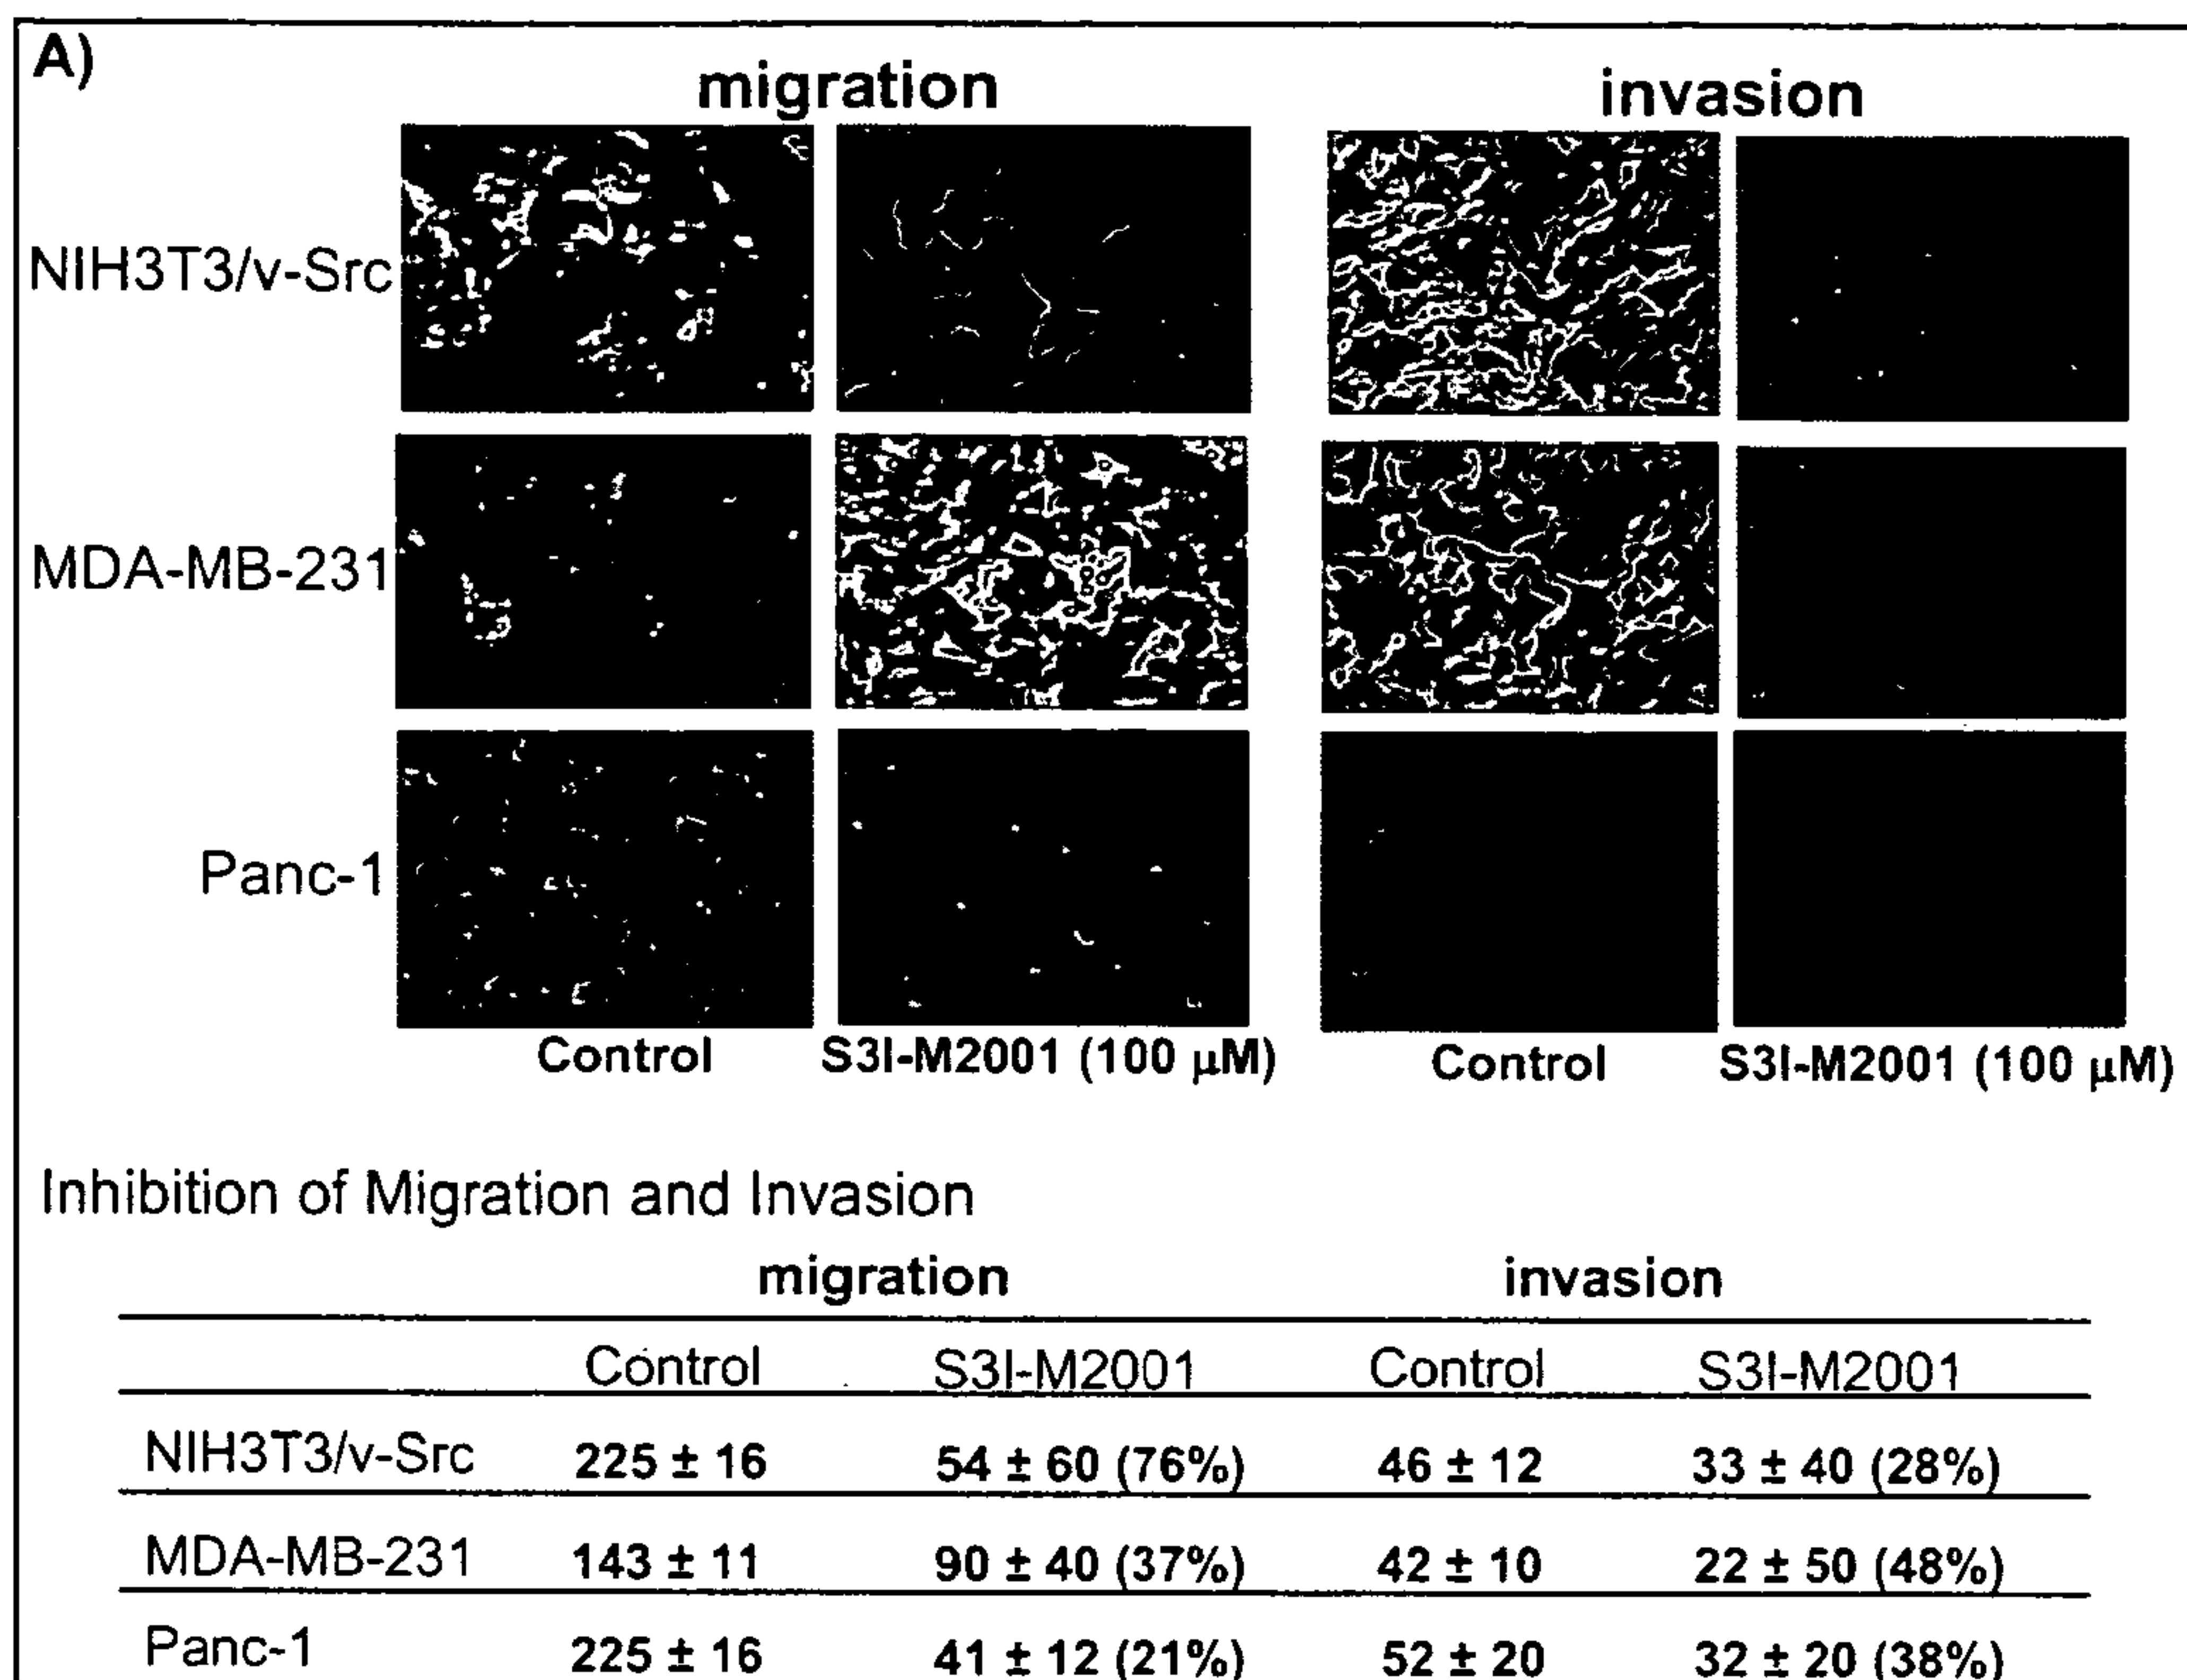 A)
migration invasion
NIH3T3/v-Src
MDA-MB-231
Panc-1
Control S3I-M2001 (100 µM) Control S3I-M2001 (100 µM)
Inhibition of Migration and Invasion
migration invasion
Control S3I-M2001 Control S3I-M2001
NIH3T3/v-Src 225 ± 16 54 ± 60 (76%) 46 ± 12 33 ± 40 (28%)
MDA-MB-231 143 ± 11 90 ± 40 (37%) 42 ± 10 22 ± 50 (48%)
Panc-1 225 ± 16 41 ± 12 (21%) 52 ± 20 32 ± 20 (38%)